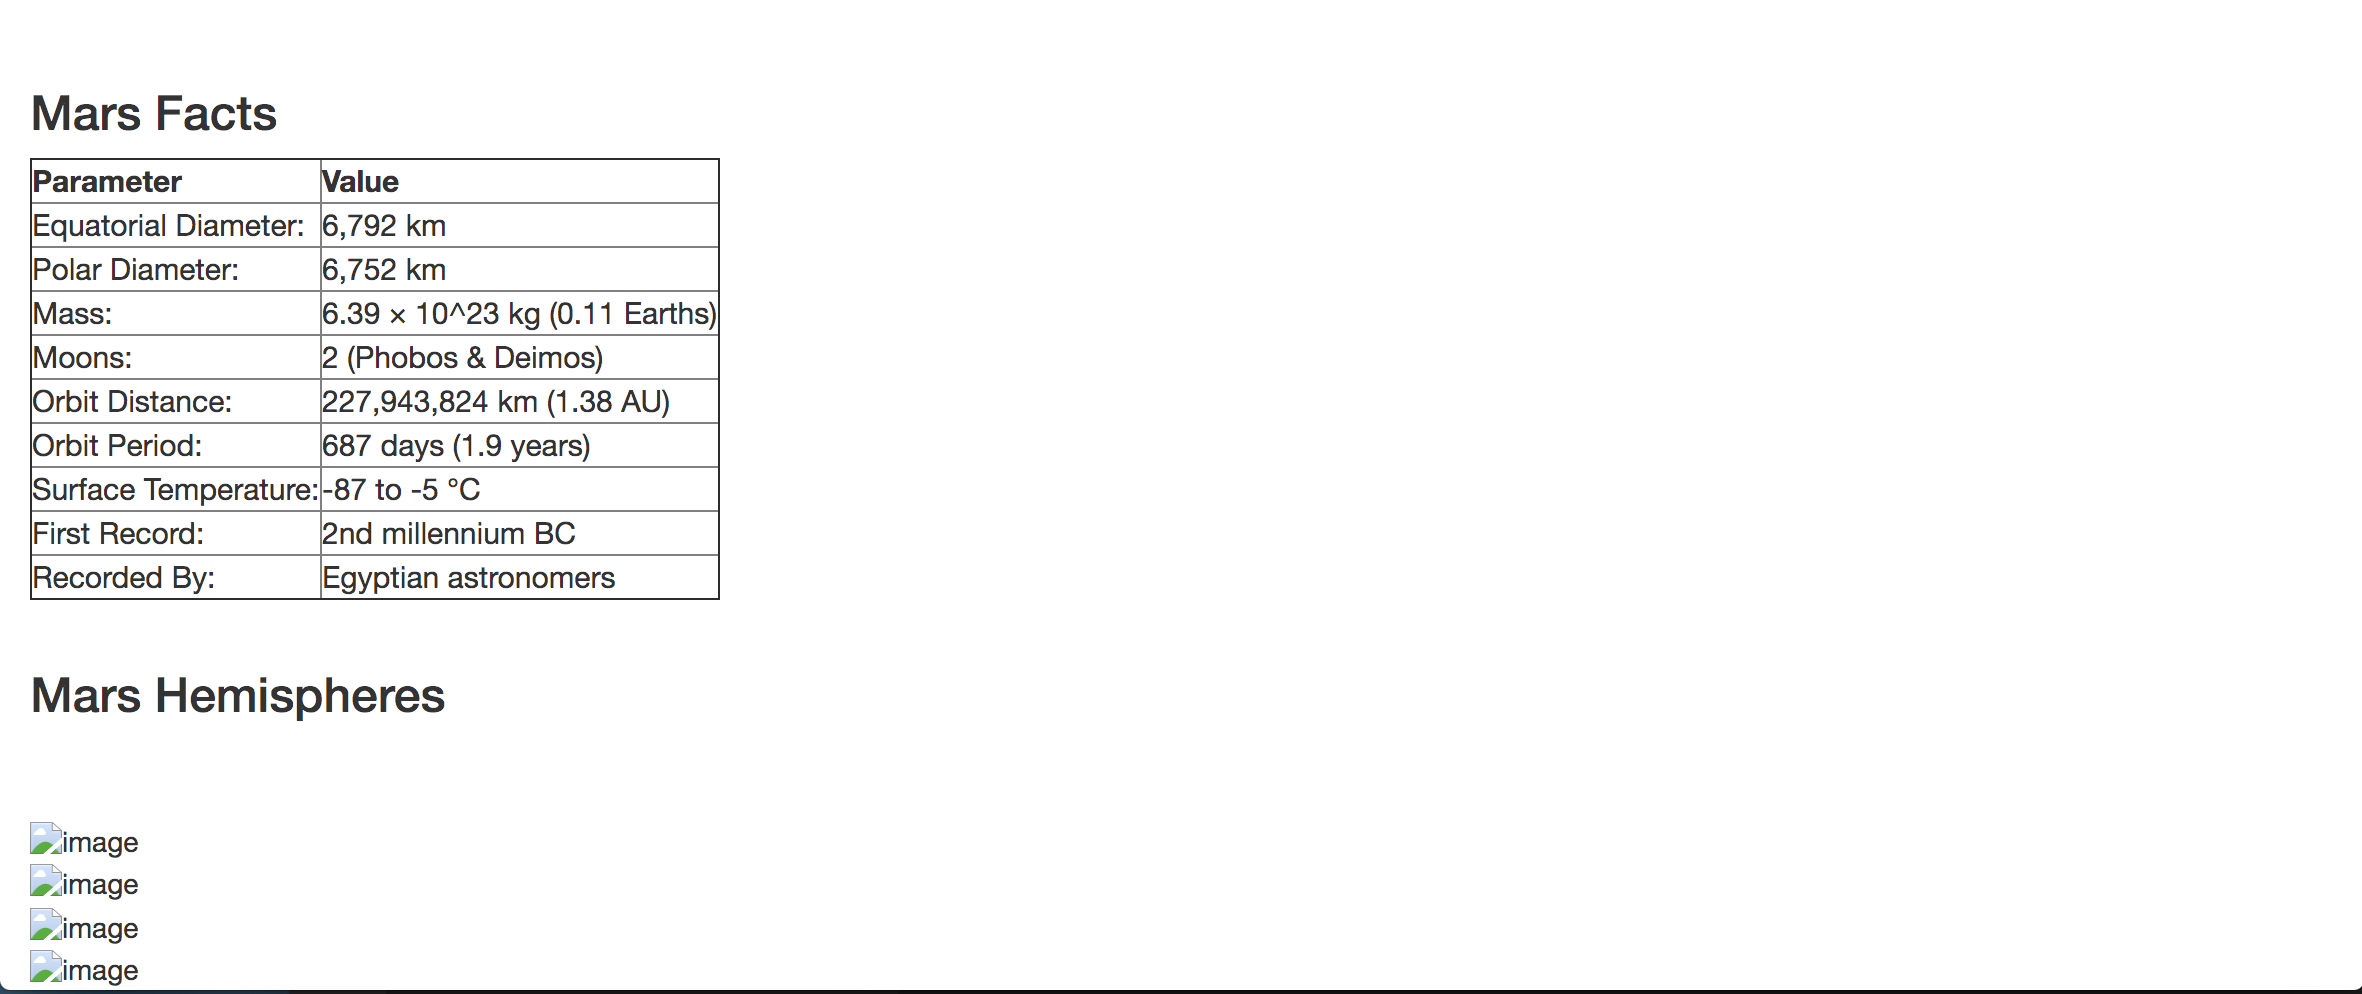 Mars Facts
Parameter Value
Equatorial Diameter: 6,792 km
Polar Diameter: 6,752 km
Mass: 6.39 × 10^23 kg (0.11 Earths)
Moons: 2 (Phobos & Deimos)
Orbit Distance: 227,943,824 km (1.38 AU)
Orbit Period: 687 days (1.9 years)
Surface Temperature: -87 to -5 °C
First Record: 2nd millennium BC
Recorded By: Egyptian astronomers
Mars Hemispheres
image
image
image
image